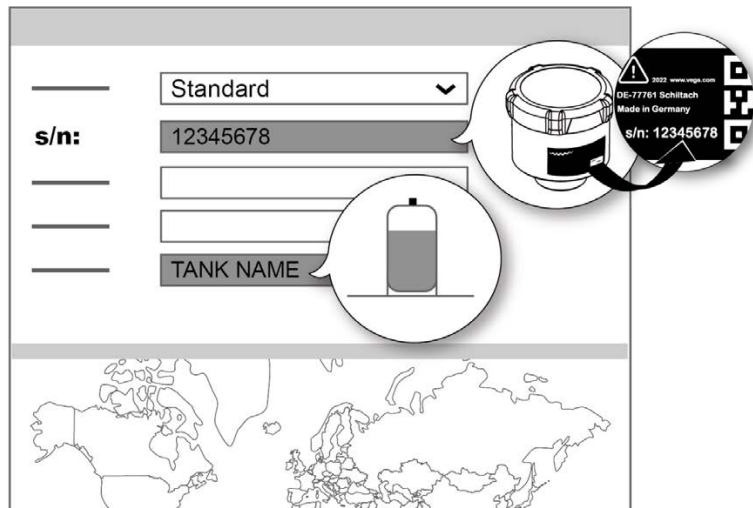 Standard
s/n:
12345678
TANK NAME
2022 www.vega.com
DE-77761 Schiltach
Made in Germany
s/n: 12345678